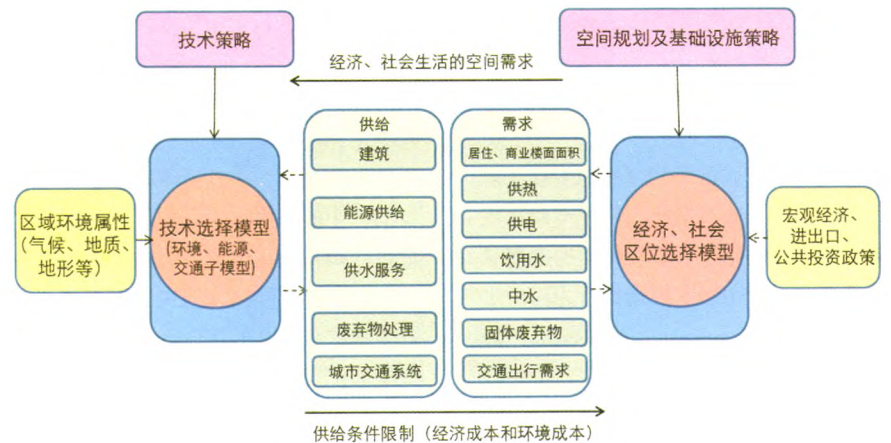 技术策略
空间规划及基础设施策略
经济、社会生活的空间需求
供给
需求
建筑
能源供给
供水服务
废弃物处理
城市交通系统
居住、商业楼面面积
供热
供电
饮用水
中水
固体废弃物
交通出行需求
区域环境属性
(气候、地质、
地形等)
技术选择模型
(环境、能源、
交通子模型)
经济、社会
区位选择模型
宏观经济、
进出口、
公共投资政策
供给条件限制（经济成本和环境成本）